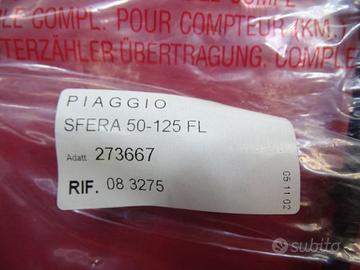 LE COMPL. POUR COMPTEUR (KM.
TERZÄHLER ÜBERTRAGUNG. COMPL
PIAGGIO
SFERA 50-125 FL
Adatt. 273667
RIF. 08 3275
05 11 02
subito